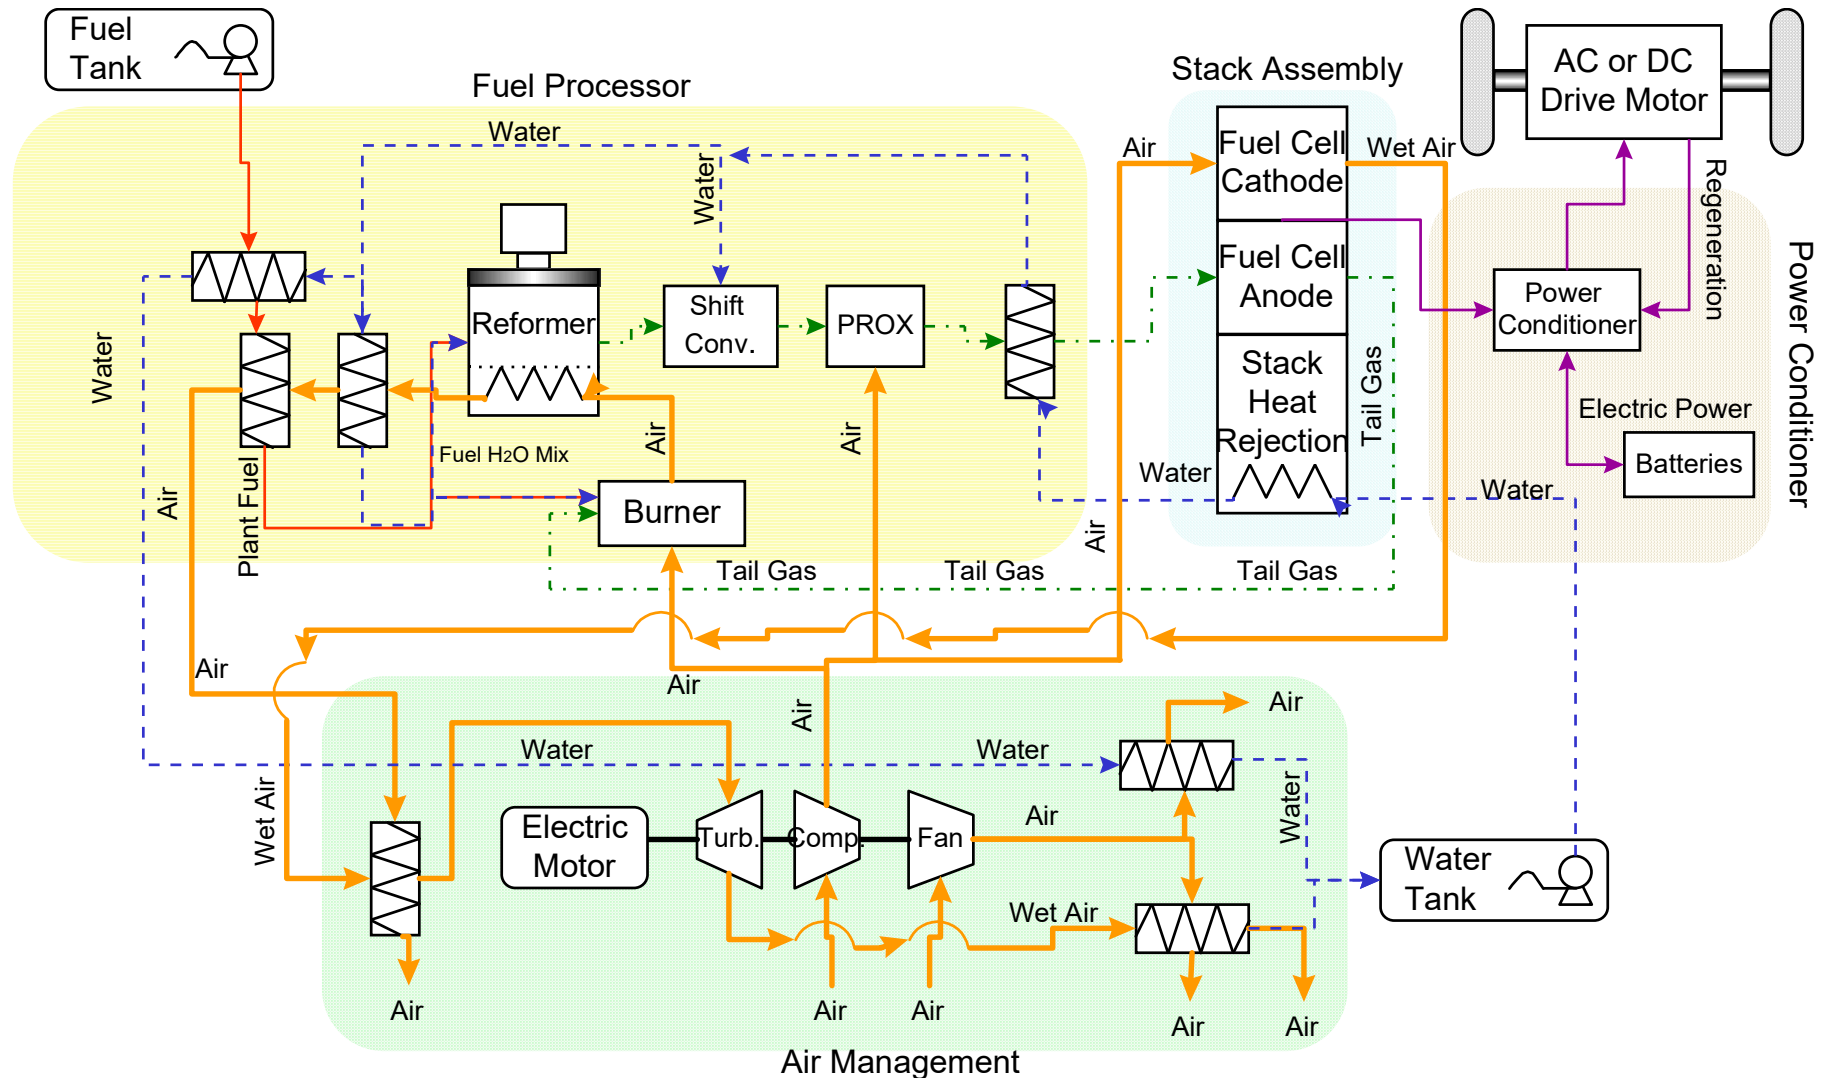 Fuel
Tank
Fuel Processor
Stack Assembly
AC or DC
Drive Motor
Water
Water
Air
Fuel Cell
Cathode
Wet Air
Regeneration
Power Conditioner
Reformer
Shift
Conv.
PROX
Fuel Cell
Anode
Power
Conditioner
Water
Stack
Heat
Rejection
Tail Gas
Electric Power
Batteries
Air
Plant Fuel
Fuel H2O Mix
Air
Air
Water
Water
Burner
Air
Tail Gas
Tail Gas
Tail Gas
Air
Air
Air
Air
Water
Water
Water
Wet Air
Electric
Motor
Turb.
Comp.
Fan
Air
Water
Tank
Wet Air
Air
Air
Air
Air
Air
Air Management